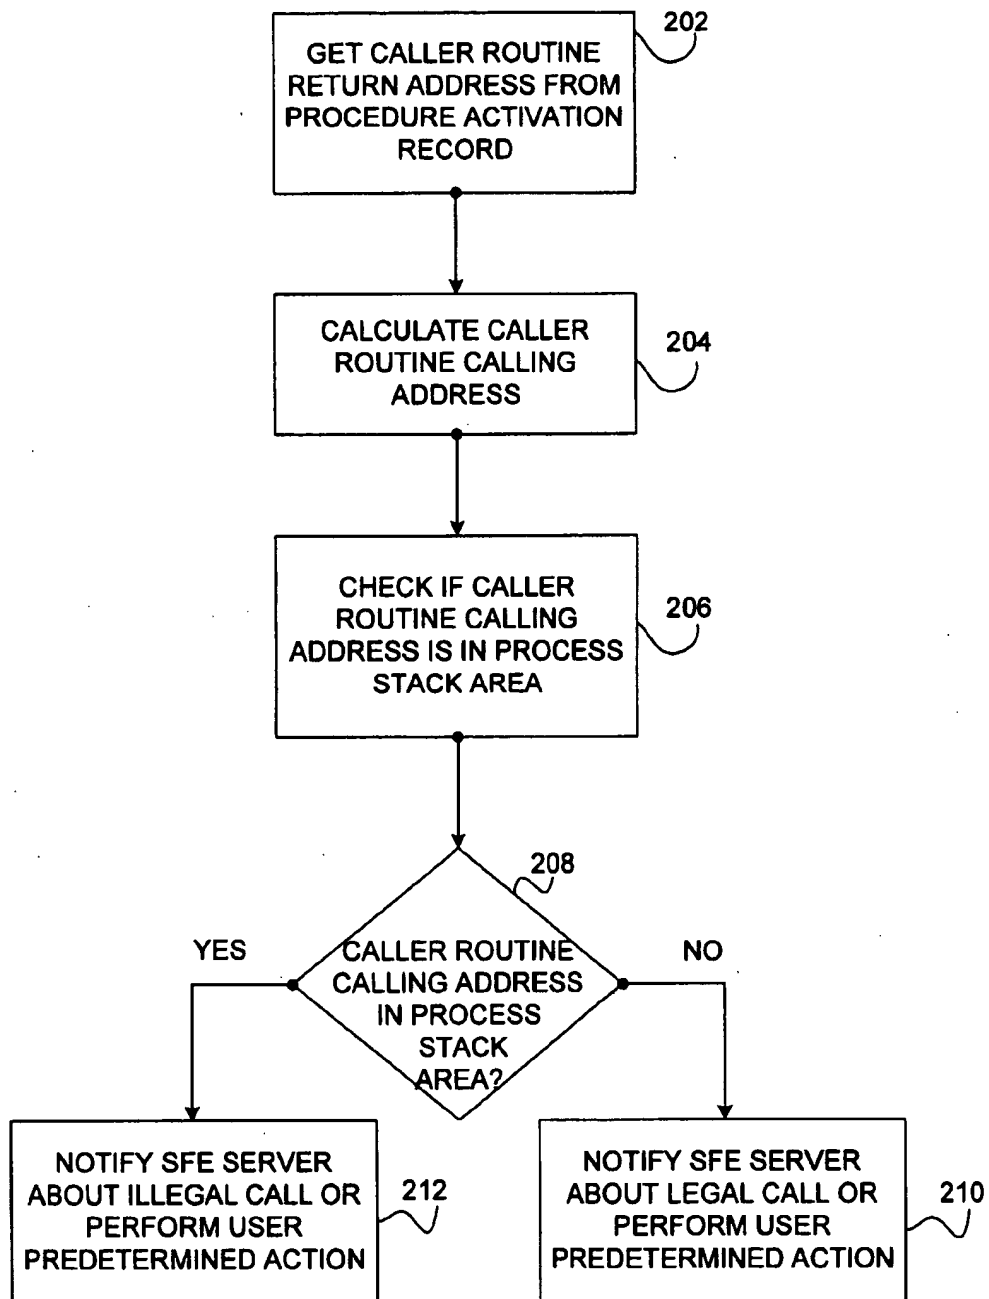 202
GET CALLER ROUTINE
RETURN ADDRESS FROM
PROCEDURE ACTIVATION
RECORD
CALCULATE CALLER
ROUTINE CALLING
ADDRESS
204
CHECK IF CALLER
ROUTINE CALLING
ADDRESS IS IN PROCESS
STACK AREA
206
208
YES
CALLER ROUTINE
CALLING ADDRESS
IN PROCESS
STACK
AREA?
NO
NOTIFY SFE SERVER
ABOUT ILLEGAL CALL OR
PERFORM USER
PREDETERMINED ACTION
212
NOTIFY SFE SERVER
ABOUT LEGAL CALL OR
PERFORM USER
PREDETERMINED ACTION
210